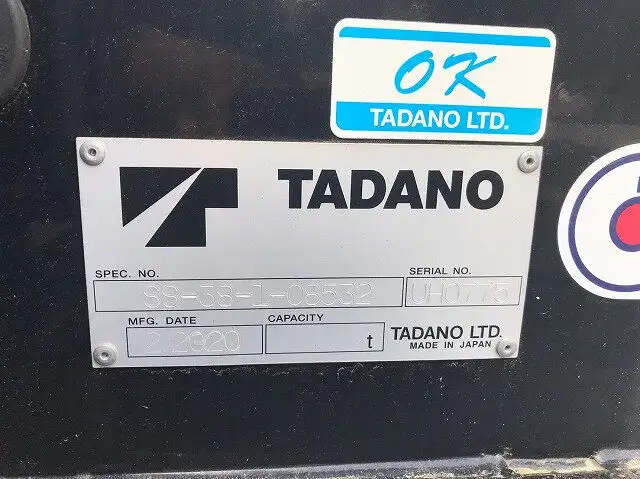 OK
TADANO LTD.
TADANO
SPEC. NO.
SERIAL NO.
SS-38-1-08532
UH0775
MFG. DATE
CAPACITY
2 2020
t
TADANO LTD.
MADE IN JAPAN